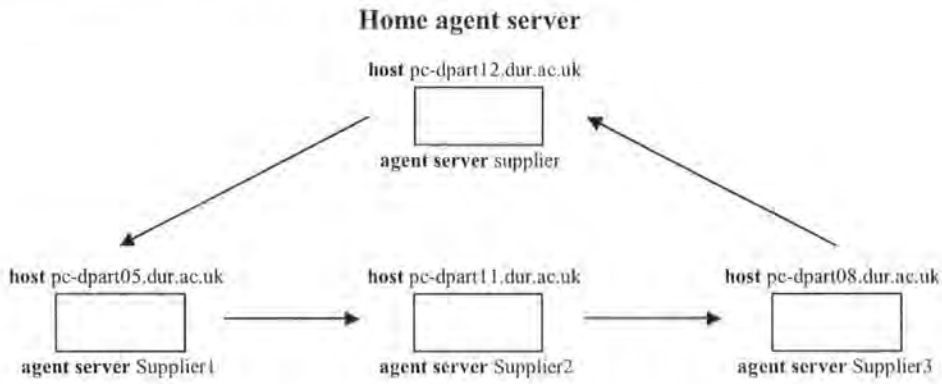 Home agent server
host pc-dpart12.dur.ac.uk
agent server supplier
host pc-dpart05.dur.ac.uk
host pc-dpart11.dur.ac.uk
host pc-dpart08.dur.ac.uk
agent server Supplier1
agent server Supplier2
agent server Supplier3